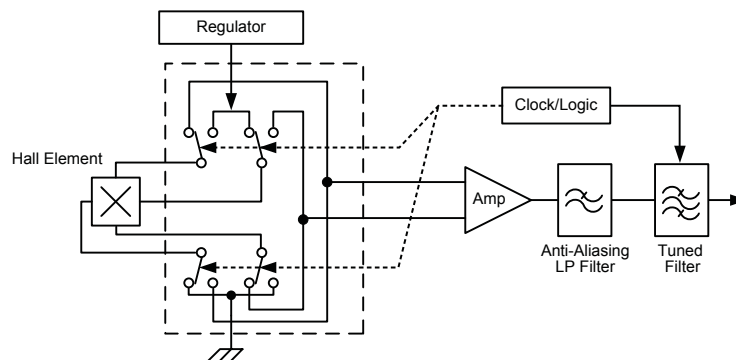 Regulator
Clock/Logic
Hall Element
Amp
Anti-Aliasing
LP Filter
Tuned
Filter